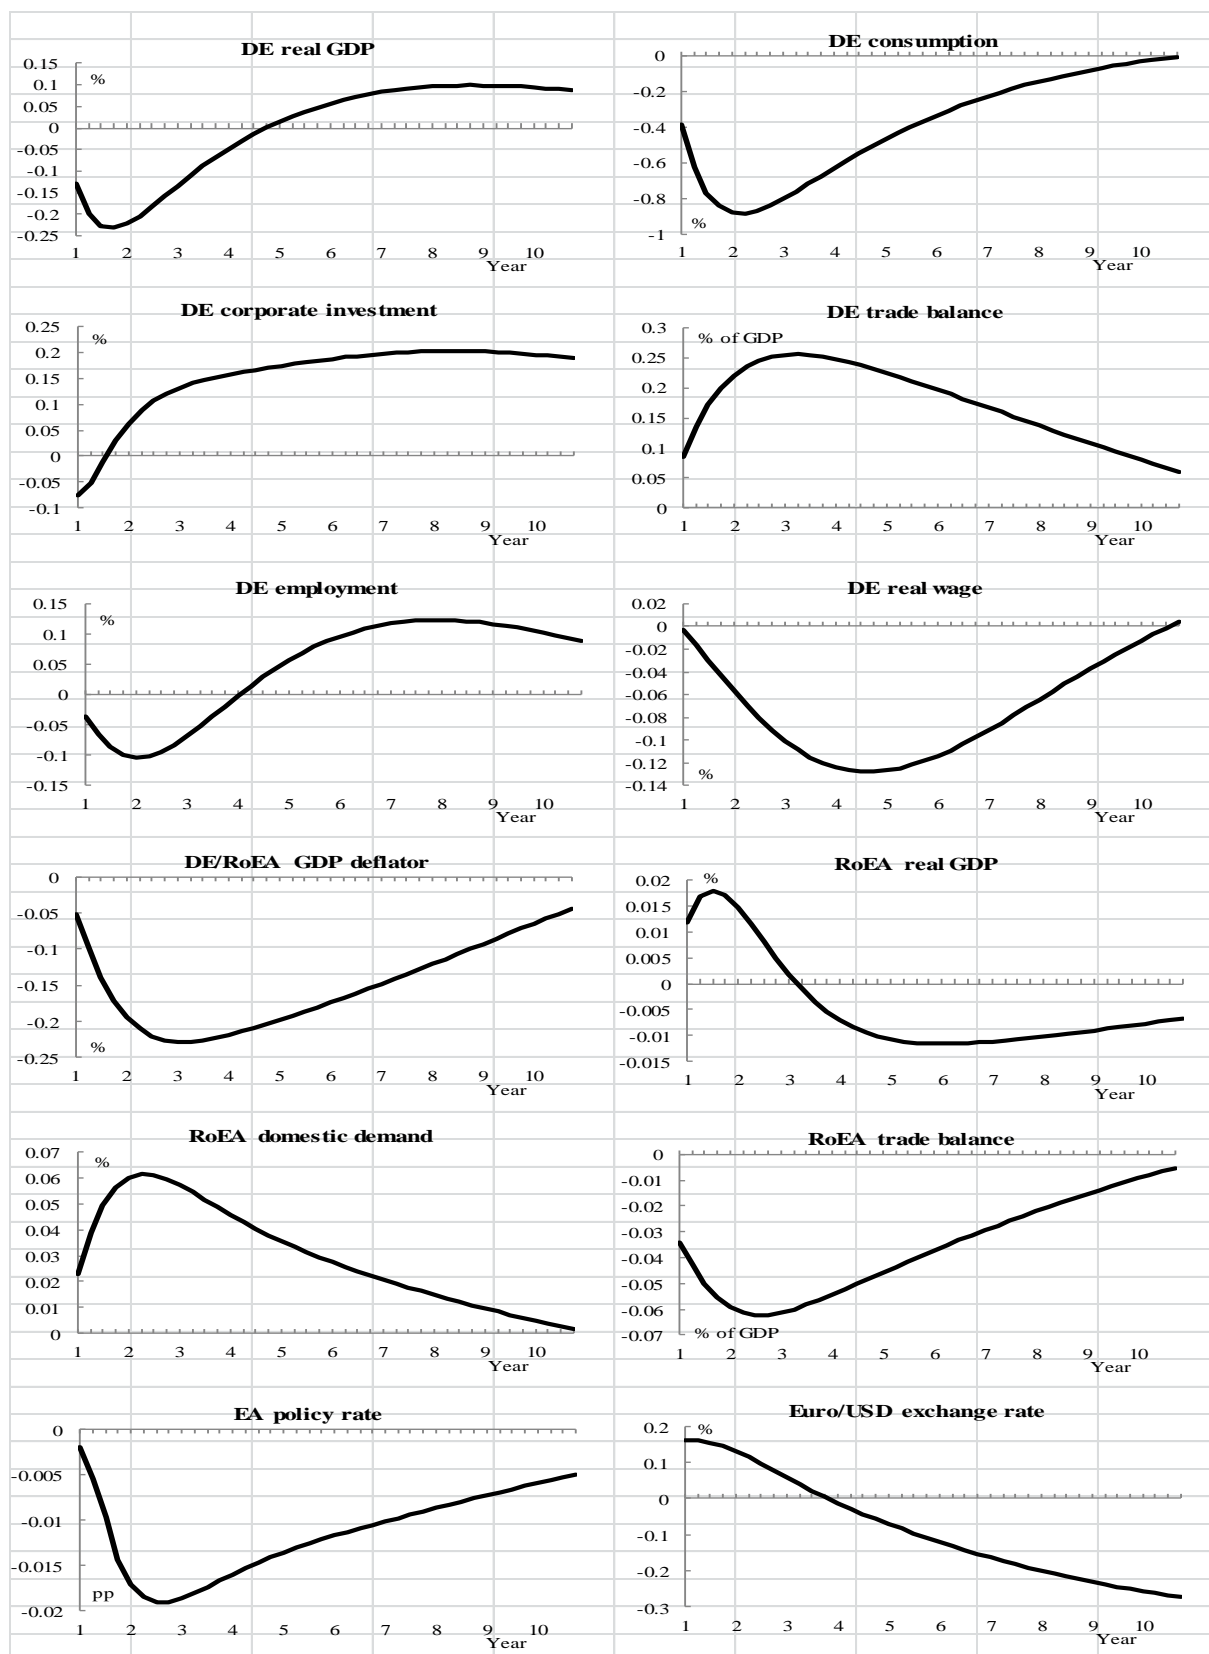 DE real GDP
0.15
%
0.1
0.05
0
-0.05
-0.1
-0.15
-0.2
-0.25
1 2 3 4 5 6 7 8 9 10
Year
DE consumption
0
-0.2
-0.4
-0.6
-0.8
%
-1
1 2 3 4 5 6 7 8 9 10
Year
DE corporate investment
0.25
%
0.2
0.15
0.1
0.05
0
-0.05
-0.1
1 2 3 4 5 6 7 8 9 10
Year
DE trade balance
0.3
% of GDP
0.25
0.2
0.15
0.1
0.05
0
1 2 3 4 5 6 7 8 9 10
Year
DE employment
0.15
%
0.1
0.05
0
-0.05
-0.1
-0.15
1 2 3 4 5 6 7 8 9 10
Year
DE real wage
0.02
0
-0.02
-0.04
-0.06
-0.08
-0.1
-0.12
%
-0.14
1 2 3 4 5 6 7 8 9 10
Year
DE/RoEA GDP deflator
0
-0.05
-0.1
-0.15
-0.2
%
-0.25
1 2 3 4 5 6 7 8 9 10
Year
RoEA real GDP
%
0.02
0.015
0.01
0.005
0
-0.005
-0.01
-0.015
1 2 3 4 5 6 7 8 9 10
Year
RoEA domestic demand
0.07
%
0.06
0.05
0.04
0.03
0.02
0.01
0
1 2 3 4 5 6 7 8 9 10
Year
RoEA trade balance
0
-0.01
-0.02
-0.03
-0.04
-0.05
-0.06
-0.07
% of GDP
1 2 3 4 5 6 7 8 9 10
Year
EA policy rate
0
-0.005
-0.01
-0.015
pp
-0.02
1 2 3 4 5 6 7 8 9 10
Year
Euro/USD exchange rate
0.2
%
0.1
0
-0.1
-0.2
-0.3
1 2 3 4 5 6 7 8 9 10
Year